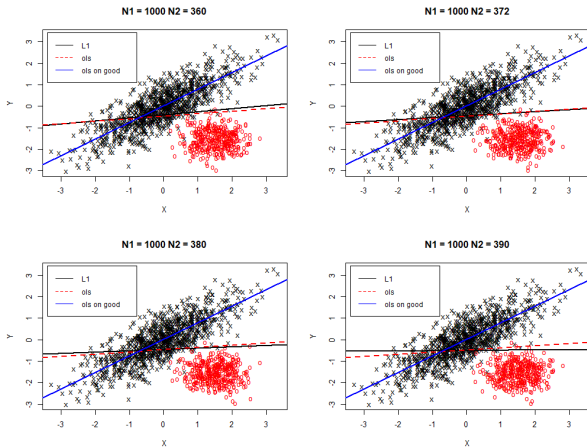 N1 = 1000 N2 = 360
L1
ols
ols on good
Y
3
2
1
0
-1
-2
-3
-3 -2 -1 0 1 2 3
X
N1 = 1000 N2 = 372
L1
ols
ols on good
Y
3
2
1
0
-1
-2
-3
-3 -2 -1 0 1 2 3
X
N1 = 1000 N2 = 380
L1
ols
ols on good
Y
3
2
1
0
-1
-2
-3
-3 -2 -1 0 1 2 3
X
N1 = 1000 N2 = 390
L1
ols
ols on good
Y
3
2
1
0
-1
-2
-3
-3 -2 -1 0 1 2 3
X